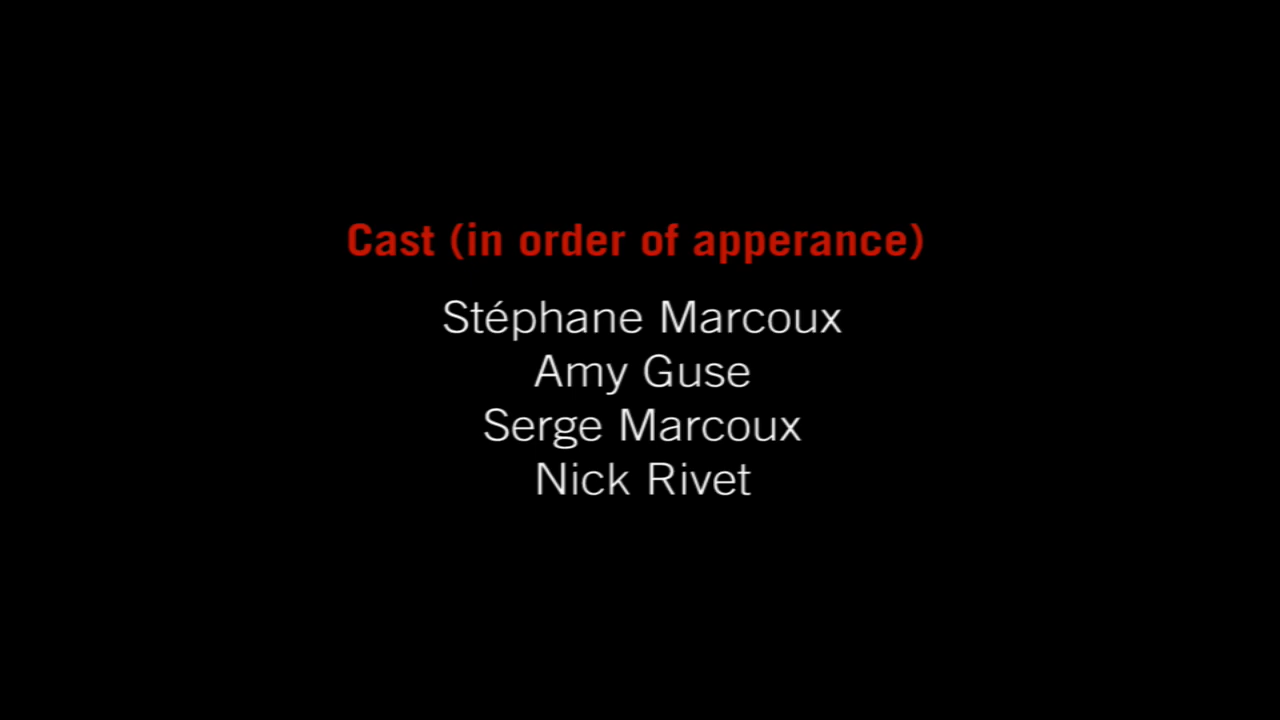 Cast (in order of apperance)
Stéphane Marcoux
Amy Guse
Serge Marcoux
Nick Rivet